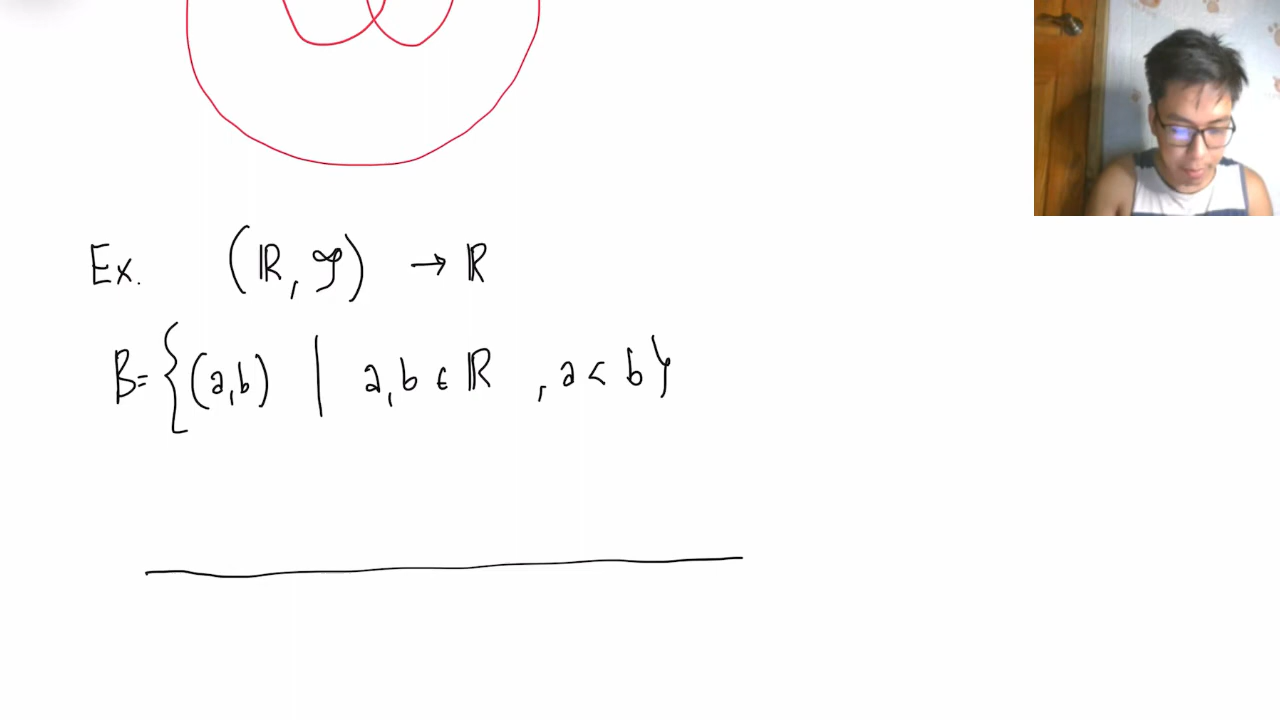 Ex. (ℝ, 𝒯) → ℝ
B = {(a,b) | a,b ∈ ℝ , a < b}